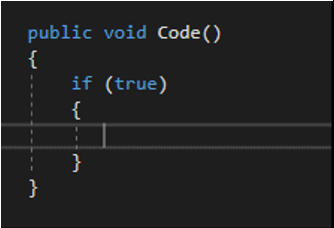 public void Code()
{
    if (true)
    {
    }
}